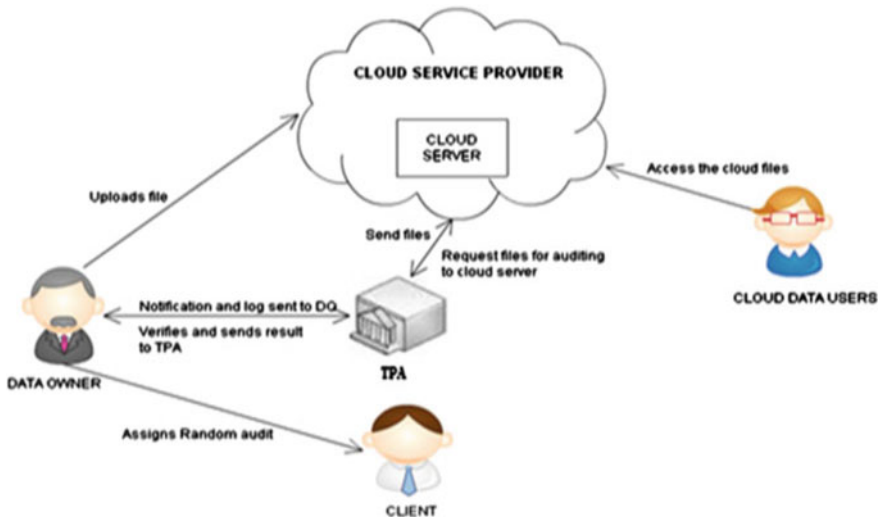 CLOUD SERVICE PROVIDER
CLOUD
SERVER
Access the cloud files
Uploads file
Send files
Request files for auditing
to cloud server
CLOUD DATA USERS
Notification and log sent to DO
Verifies and sends result
to TPA
TPA
DATA OWNER
Assigns Random audit
CLIENT